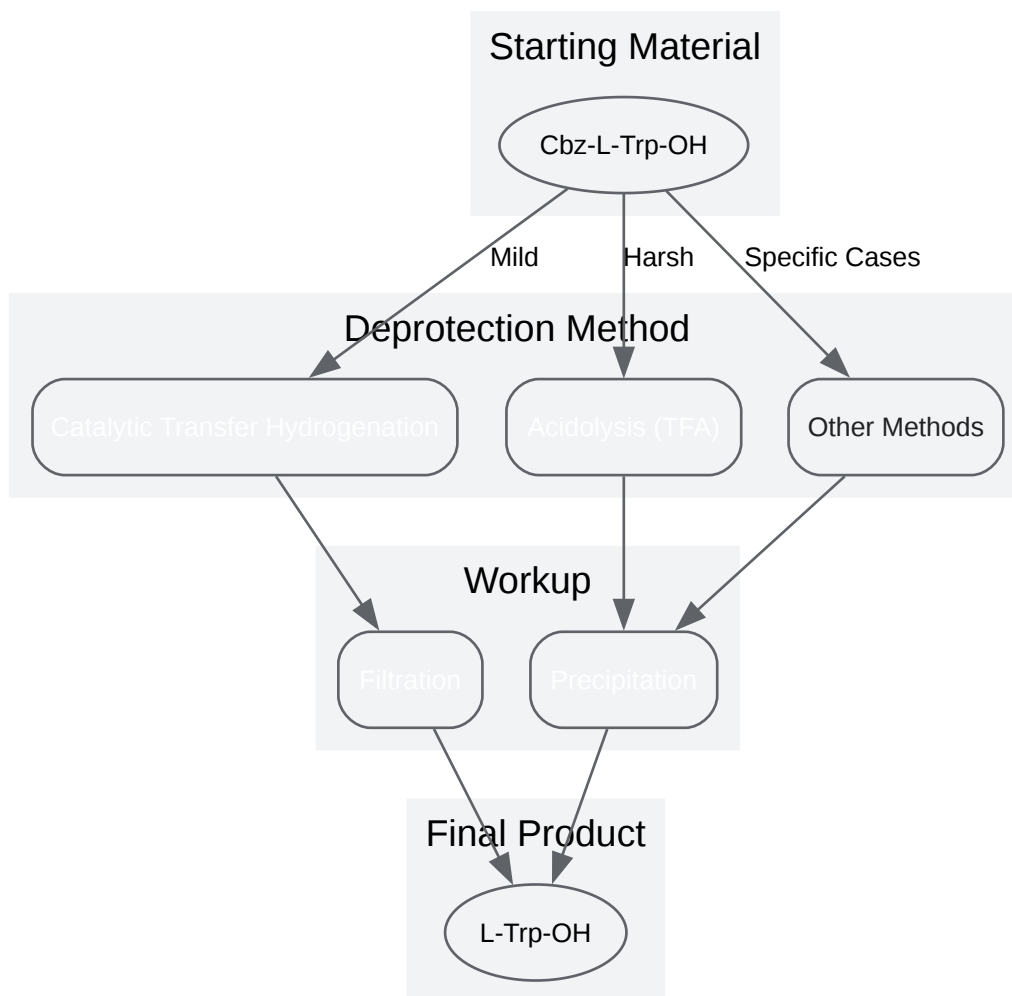 Starting Material
Cbz-L-Trp-OH
Mild
Harsh
Specific Cases
Deprotection Method
Catalytic Transfer Hydrogenation
Acidolysis (TFA)
Other Methods
Workup
Filtration
Precipitation
Final Product
L-Trp-OH